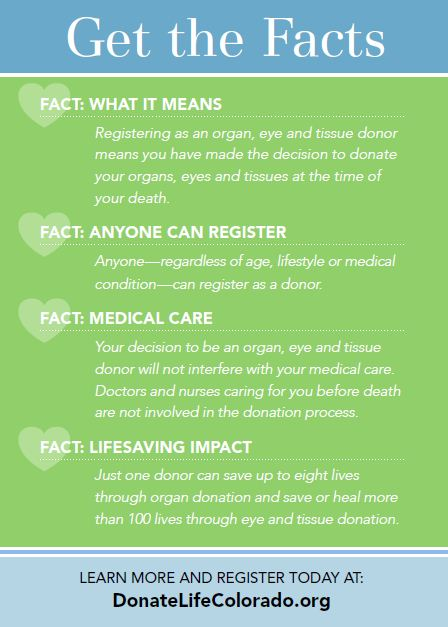 Get the Facts
FACT: WHAT IT MEANS
Registering as an organ, eye and tissue donor
means you have made the decision to donate
your organs, eyes and tissues at the time of
your death.
FACT: ANYONE CAN REGISTER
Anyone—regardless of age, lifestyle or medical
condition—can register as a donor.
FACT: MEDICAL CARE
Your decision to be an organ, eye and tissue
donor will not interfere with your medical care.
Doctors and nurses caring for you before death
are not involved in the donation process.
FACT: LIFESAVING IMPACT
Just one donor can save up to eight lives
through organ donation and save or heal more
than 100 lives through eye and tissue donation.
LEARN MORE AND REGISTER TODAY AT:
DonateLifeColorado.org